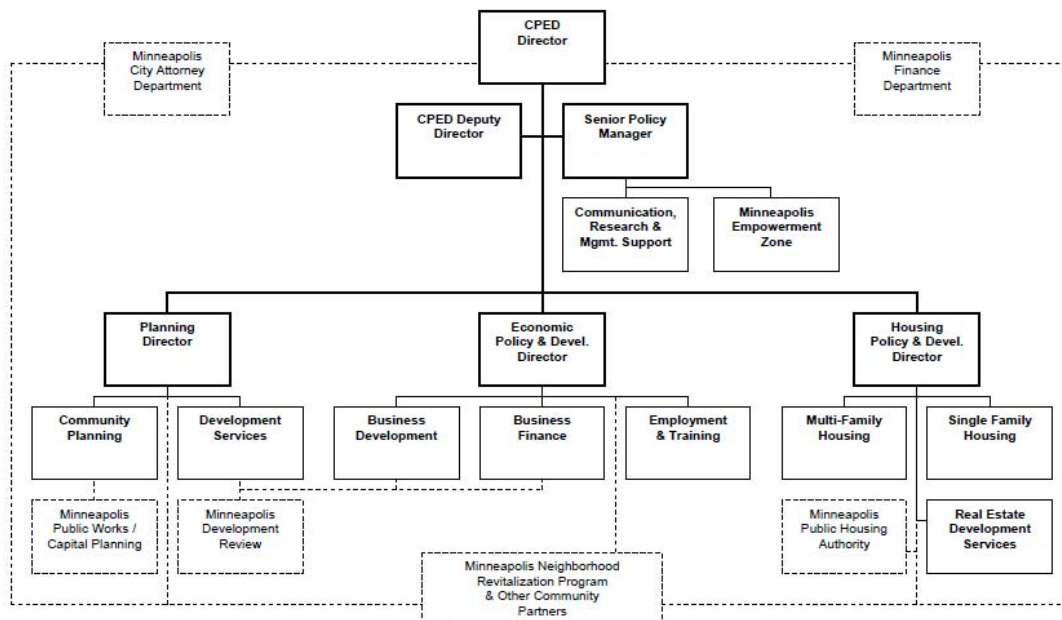 CPED
Director
Minneapolis
City Attorney
Department
Minneapolis
Finance
Department
CPED Deputy
Director
Senior Policy
Manager
Communication,
Research &
Mgmt. Support
Minneapolis
Empowerment
Zone
Planning
Director
Economic
Policy & Devel.
Director
Housing
Policy & Devel.
Director
Community
Planning
Development
Services
Business
Development
Business
Finance
Employment
& Training
Multi-Family
Housing
Single Family
Housing
Minneapolis
Public Works /
Capital Planning
Minneapolis
Development
Review
Minneapolis
Public Housing
Authority
Real Estate
Development
Services
Minneapolis Neighborhood
Revitalization Program
& Other Community
Partners